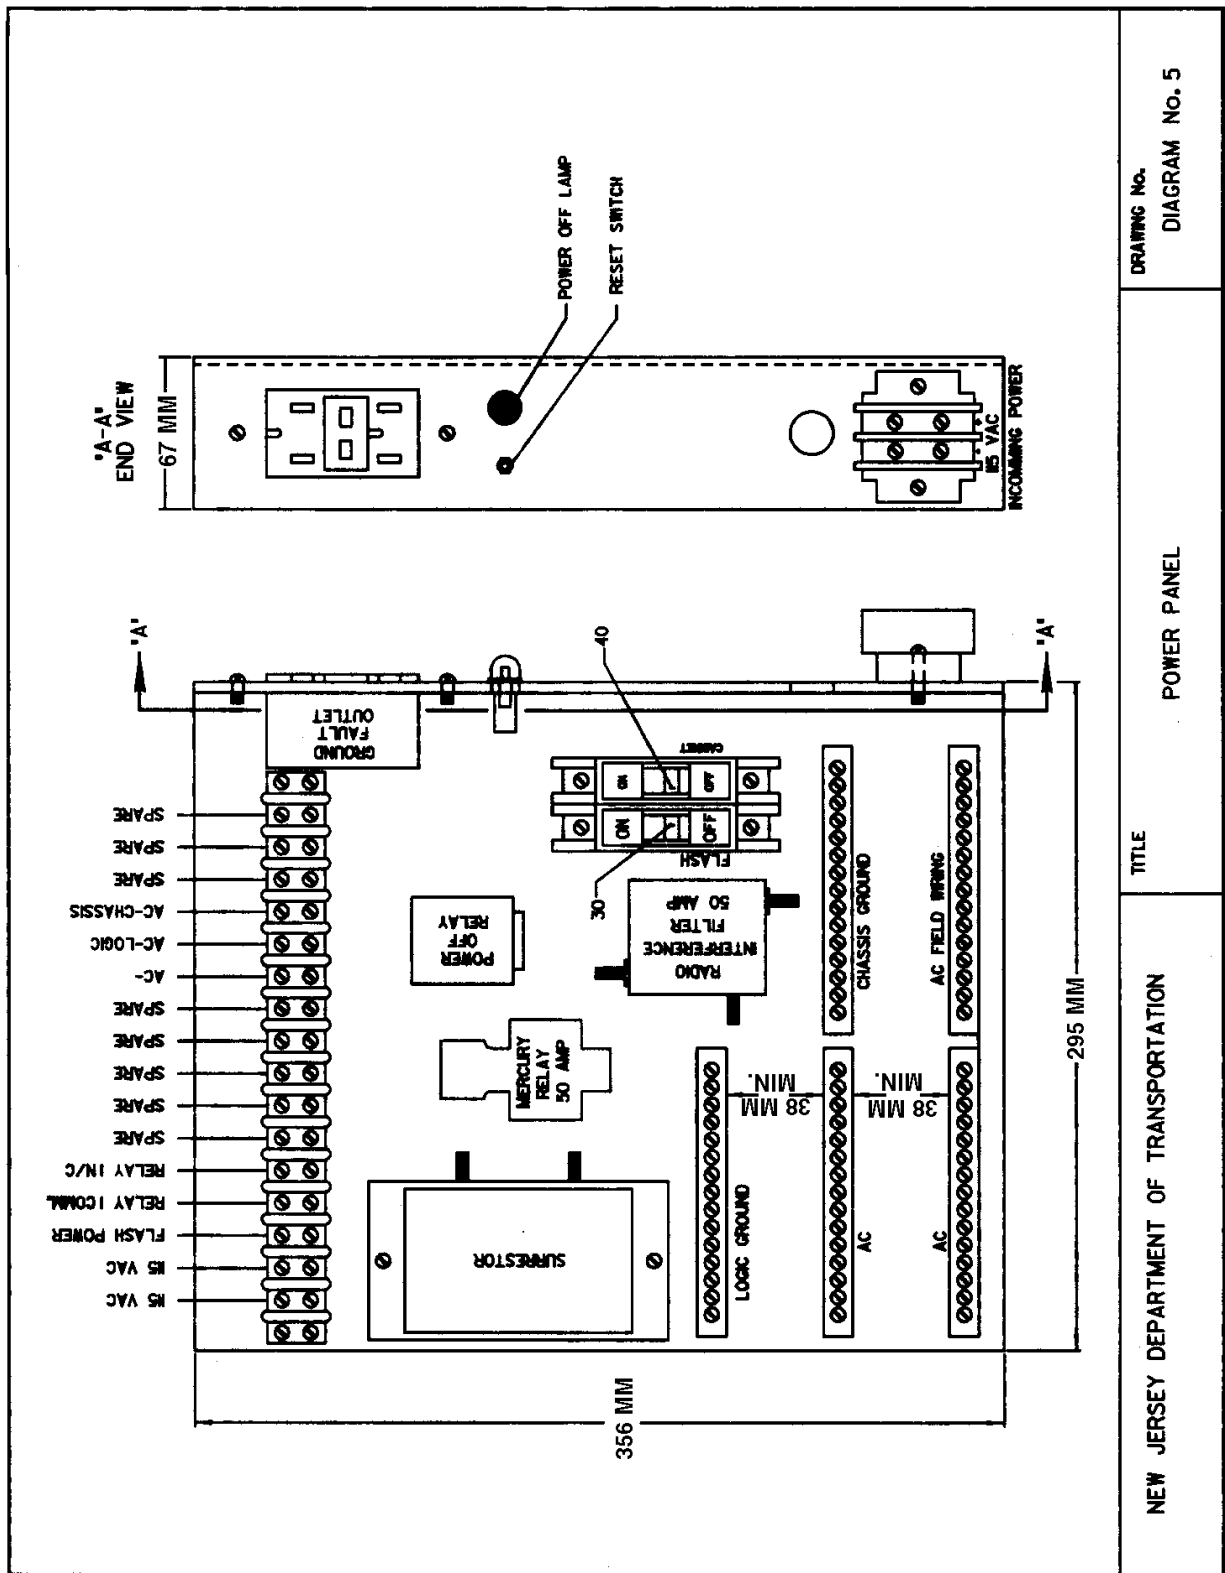 "A-A"
END VIEW
67 MM
POWER OFF LAMP
RESET SWITCH
115 VAC
INCOMMING POWER
"A"
"A"
GROUND
FAULT
OUTLET
SPARE
SPARE
SPARE
AC-CHASSIS
AC-LOGIC
AC-
SPARE
SPARE
SPARE
SPARE
SPARE
RELAY 1N/C
RELAY 1COMM.
FLASH POWER
115 VAC
115 VAC
POWER
OFF
RELAY
MERCURY
RELAY
50 AMP
SURRESTOR
40
30
CABINET
ON
OFF
ON
OFF
FLASH
RADIO
INTERFERENCE
FILTER
50 AMP
CHASSIS GROUND
AC FIELD WIRING
LOGIC GROUND
AC
AC
38 MM
MIN.
38 MM
MIN.
295 MM
356 MM
NEW JERSEY DEPARTMENT OF TRANSPORTATION
TITLE
POWER PANEL
DRAWING No.
DIAGRAM No. 5